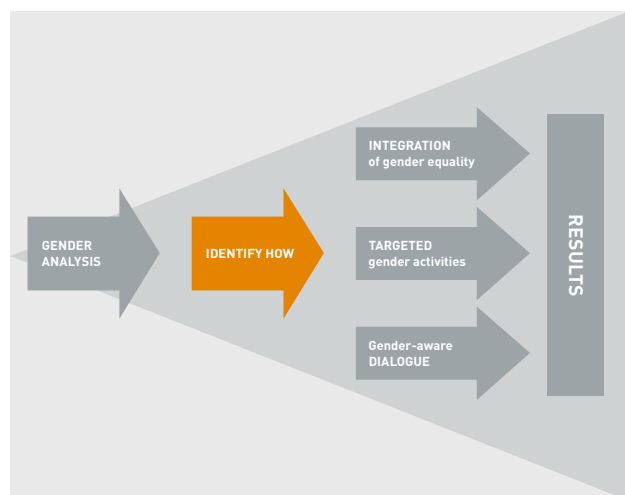 GENDER
ANALYSIS
IDENTIFY HOW
INTEGRATION
of gender equality
TARGETED
gender activities
Gender-aware
DIALOGUE
RESULTS